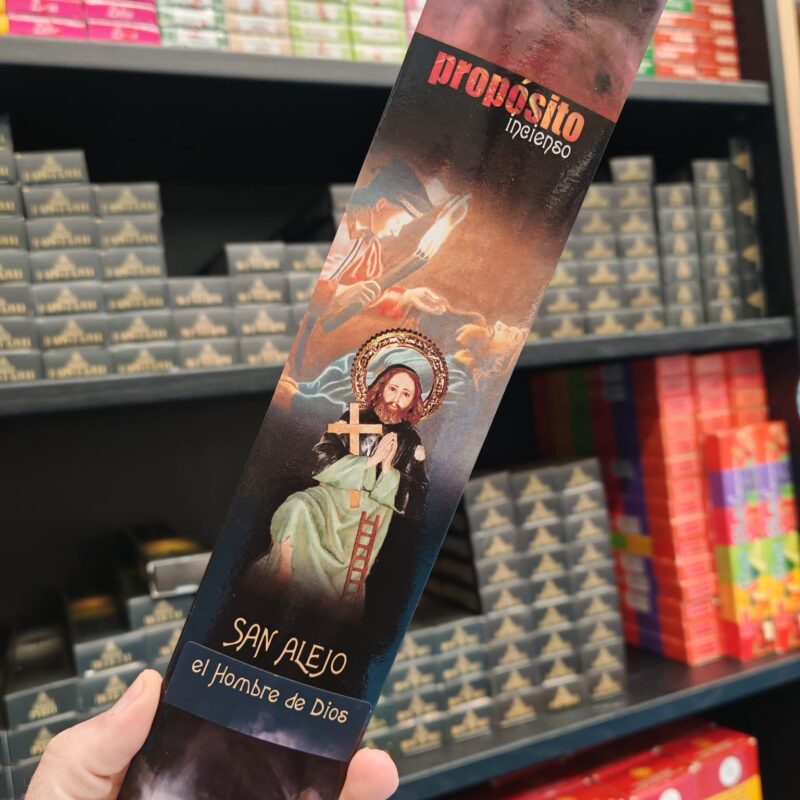 propósito
incienso
SAN ALEJO
el Hombre de Dios